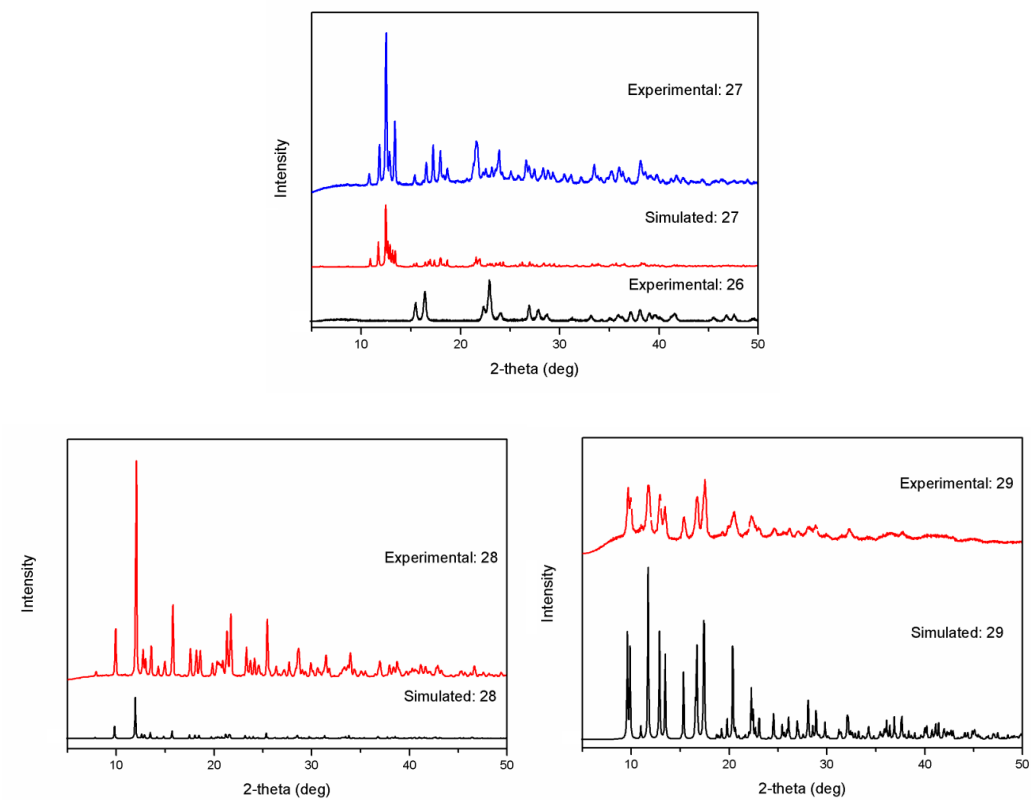 Experimental: 27
Intensity
Simulated: 27
Experimental: 26
10 20 30 40 50
2-theta (deg)
Experimental: 28
Intensity
Simulated: 28
10 20 30 40 50
2-theta (deg)
Experimental: 29
Intensity
Simulated: 29
10 20 30 40 50
2-theta (deg)